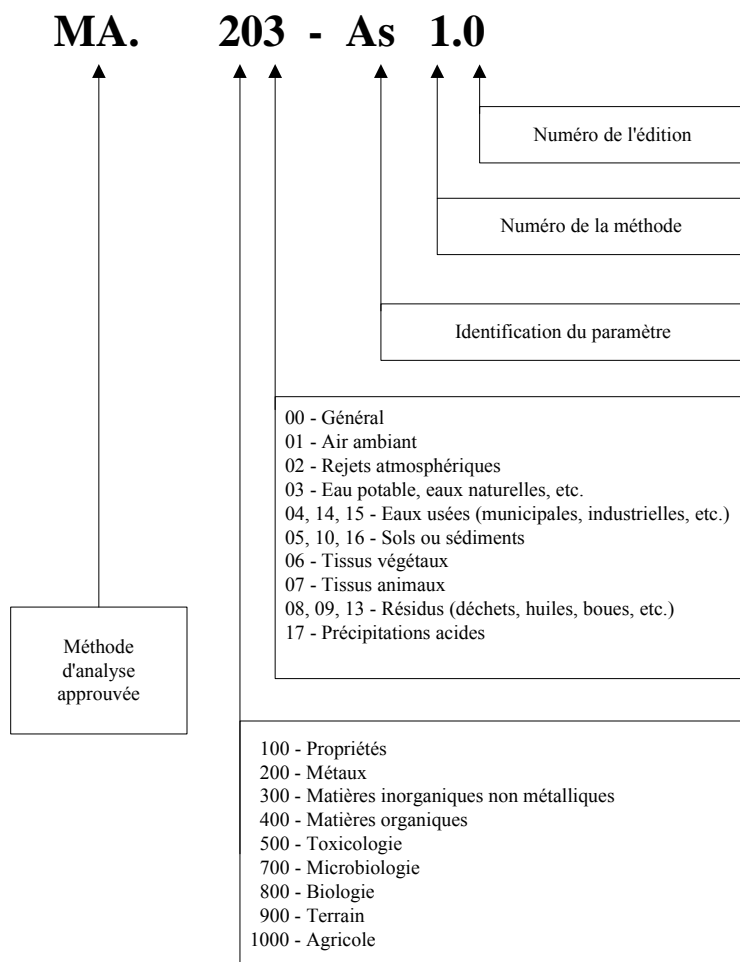 MA. 203 - As 1.0
Numéro de l'édition
Numéro de la méthode
Identification du paramètre
00 - Général
01 - Air ambiant
02 - Rejets atmosphériques
03 - Eau potable, eaux naturelles, etc.
04, 14, 15 - Eaux usées (municipales, industrielles, etc.)
05, 10, 16 - Sols ou sédiments
06 - Tissus végétaux
07 - Tissus animaux
08, 09, 13 - Résidus (déchets, huiles, boues, etc.)
17 - Précipitations acides
Méthode
d'analyse
approuvée
100 - Propriétés
200 - Métaux
300 - Matières inorganiques non métalliques
400 - Matières organiques
500 - Toxicologie
700 - Microbiologie
800 - Biologie
900 - Terrain
1000 - Agricole